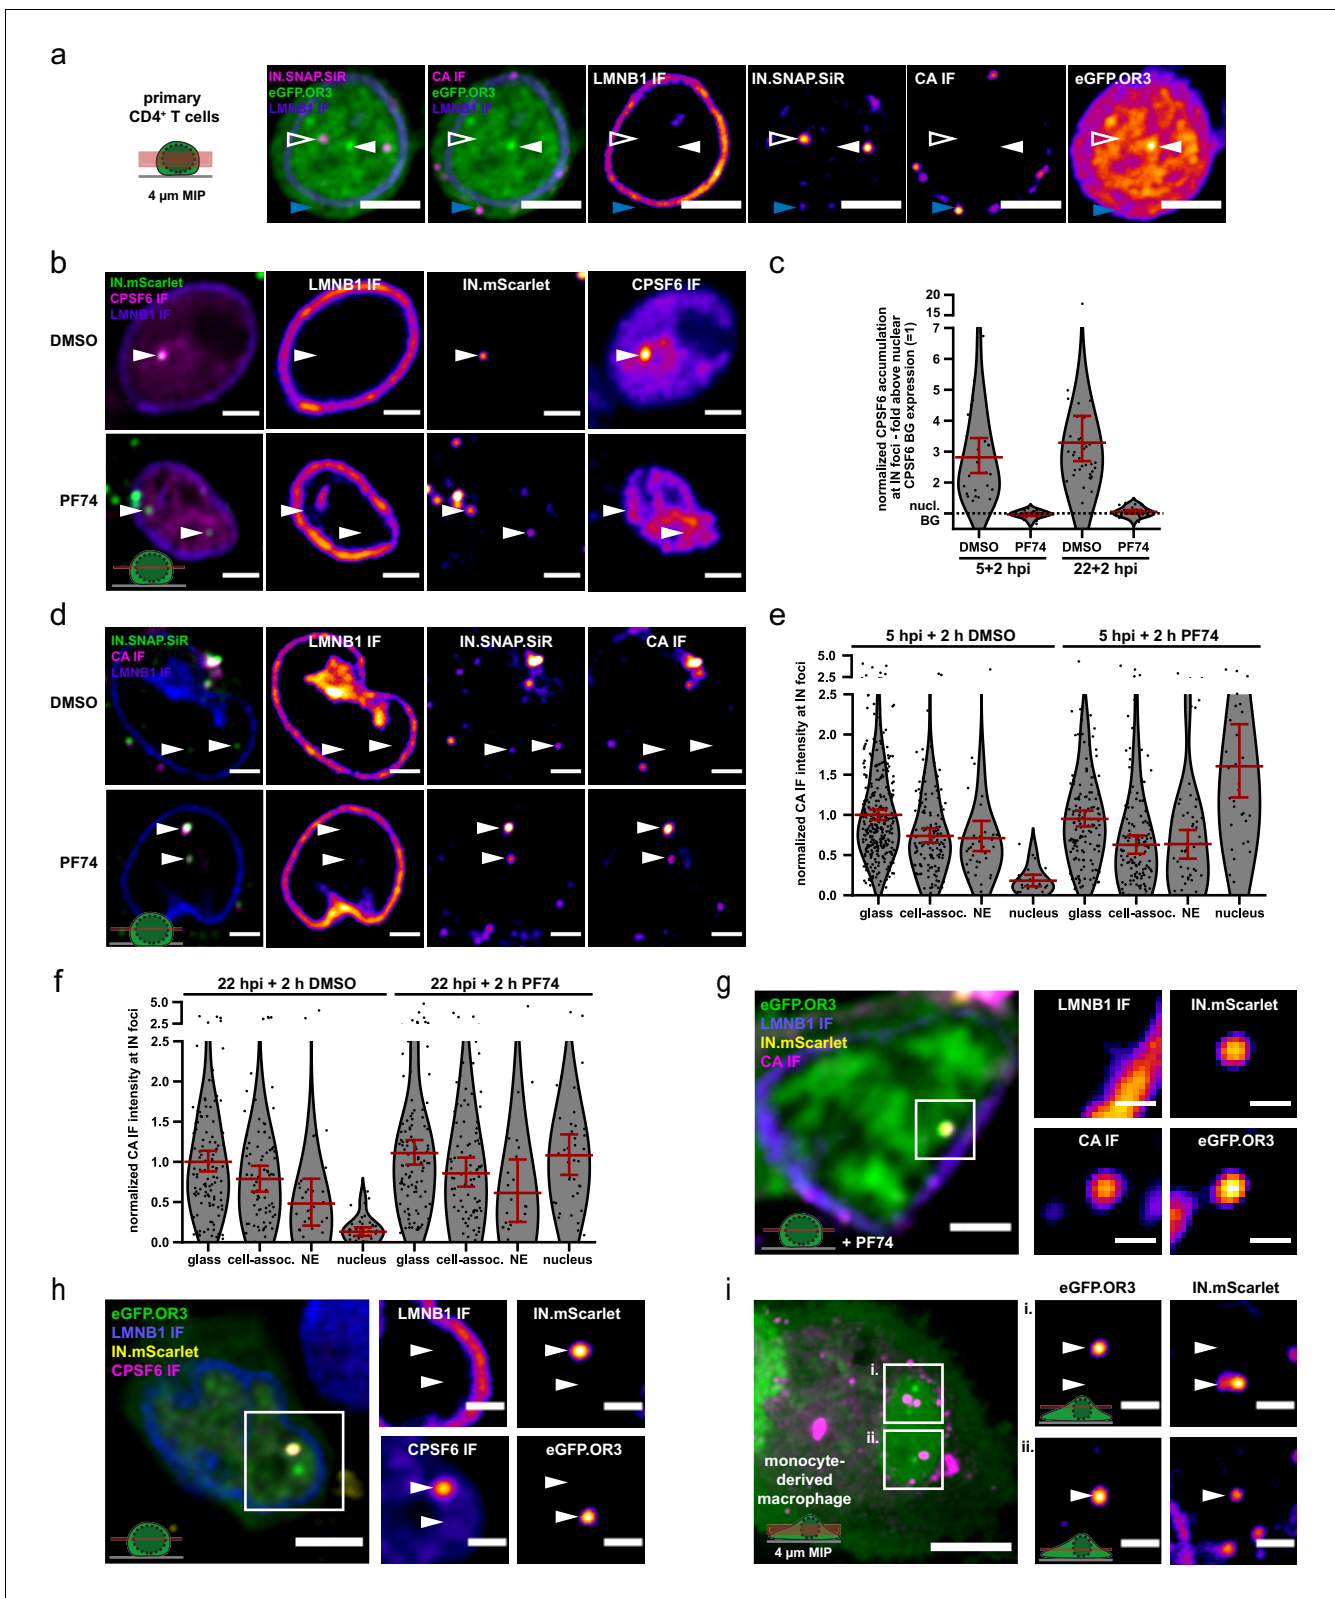 a
primary
CD4⁺ T cells
4 µm MIP
IN.SNAP.SiR
eGFP.OR3
LMNB1 IF
CA IF
eGFP.OR3
LMNB1 IF
LMNB1 IF
IN.SNAP.SiR
CA IF
eGFP.OR3
b
DMSO
PF74
IN.mScarlet
CPSF6 IF
LMNB1 IF
LMNB1 IF
IN.mScarlet
CPSF6 IF
c
normalized CPSF6 accumulation
at IN foci - fold above nuclear
CPSF6 BG expression (=1)
20
15
7
6
5
4
3
2
nucl.
BG
DMSO PF74 DMSO PF74
5+2 hpi 22+2 hpi
d
DMSO
PF74
IN.SNAP.SiR
CA IF
LMNB1 IF
LMNB1 IF
IN.SNAP.SiR
CA IF
e
5 hpi + 2 h DMSO 5 hpi + 2 h PF74
normalized CA IF intensity at IN foci
5.0
2.5
2.5
2.0
1.5
1.0
0.5
0.0
glass cell-assoc. NE nucleus glass cell-assoc. NE nucleus
f
22 hpi + 2 h DMSO 22 hpi + 2 h PF74
normalized CA IF intensity at IN foci
5.0
2.5
2.5
2.0
1.5
1.0
0.5
0.0
glass cell-assoc. NE nucleus glass cell-assoc. NE nucleus
g
eGFP.OR3
LMNB1 IF
IN.mScarlet
CA IF
+ PF74
LMNB1 IF
IN.mScarlet
CA IF
eGFP.OR3
h
eGFP.OR3
LMNB1 IF
IN.mScarlet
CPSF6 IF
LMNB1 IF
IN.mScarlet
CPSF6 IF
eGFP.OR3
i
i.
ii.
monocyte-
derived
macrophage
4 µm MIP
eGFP.OR3
IN.mScarlet
i.
ii.